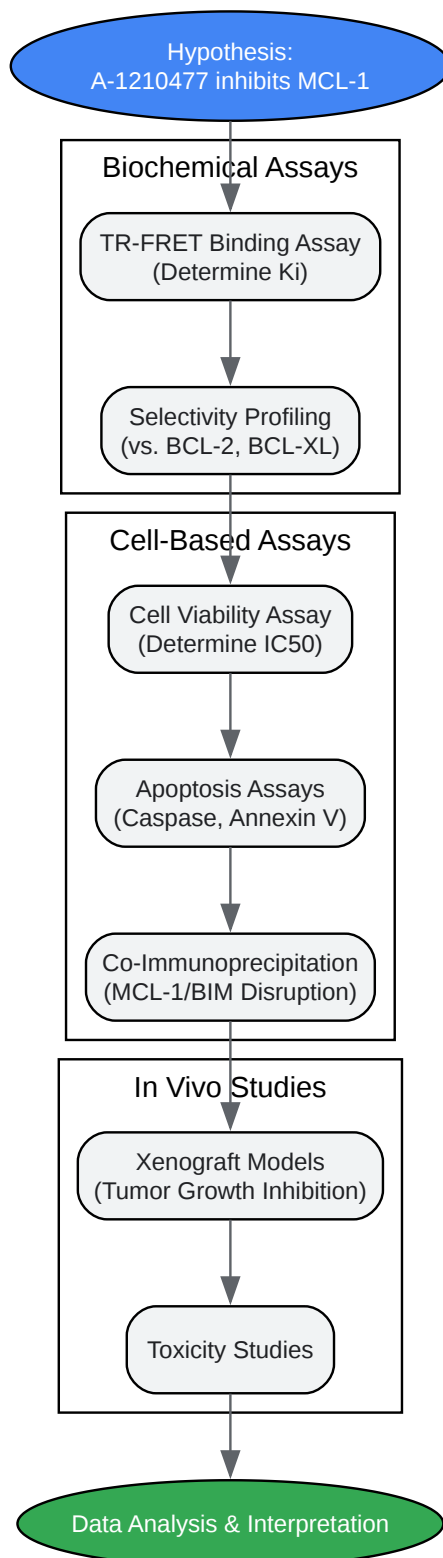 Hypothesis:
A-1210477 inhibits MCL-1
Biochemical Assays
TR-FRET Binding Assay
(Determine Ki)
Selectivity Profiling
(vs. BCL-2, BCL-XL)
Cell-Based Assays
Cell Viability Assay
(Determine IC50)
Apoptosis Assays
(Caspase, Annexin V)
Co-Immunoprecipitation
(MCL-1/BIM Disruption)
In Vivo Studies
Xenograft Models
(Tumor Growth Inhibition)
Toxicity Studies
Data Analysis & Interpretation